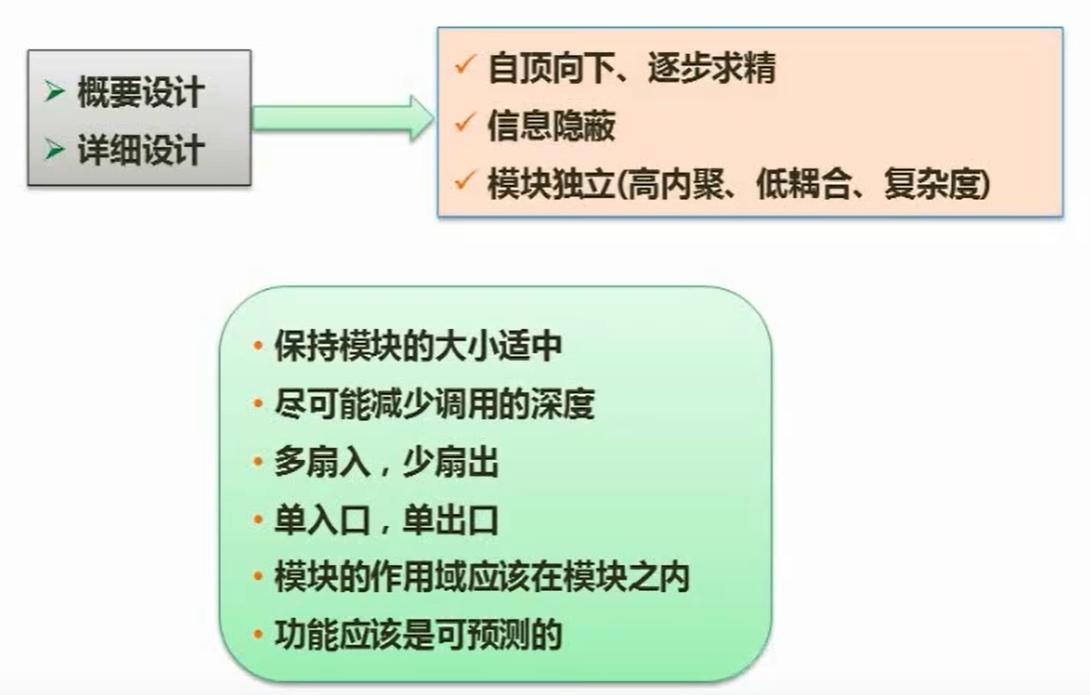 概要设计
详细设计
自顶向下、逐步求精
信息隐蔽
模块独立(高内聚、低耦合、复杂度)
保持模块的大小适中
尽可能减少调用的深度
多扇入，少扇出
单入口，单出口
模块的作用域应该在模块之内
功能应该是可预测的